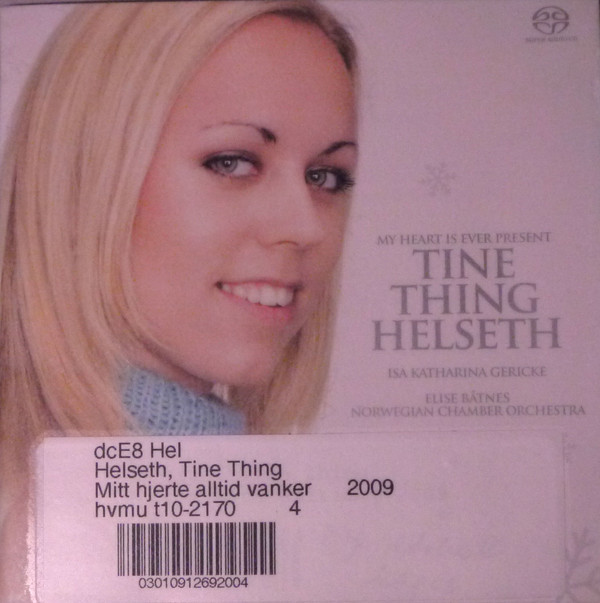 MY HEART IS EVER PRESENT
TINE
THING
HELSETH
ISA KATHARINA GERICKE
ELISE BÅTNES
NORWEGIAN CHAMBER ORCHESTRA
dcE8 Hel
Helseth, Tine Thing
Mitt hjerte alltid vanker 2009
hvmu t10-2170 4
03010912692004